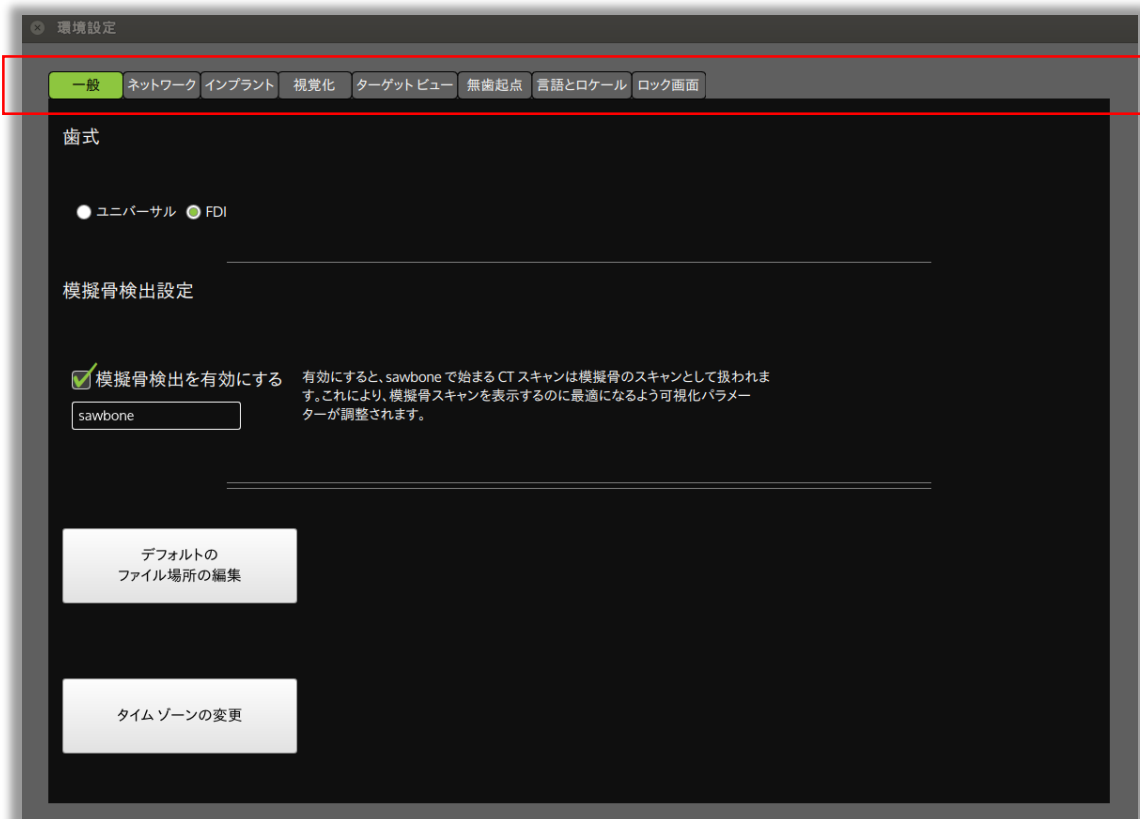 環境設定
一般 ネットワーク インプラント 視覚化 ターゲット ビュー 無歯起点 言語とロケール ロック画面
歯式
ユニバーサル FDI
模擬骨検出設定
模擬骨検出を有効にする
sawbone
有効にすると、sawbone で始まる CT スキャンは模擬骨のスキャンとして扱われま
す。これにより、模擬骨スキャンを表示するのに最適になるよう可視化パラメー
ターが調整されます。
デフォルトの
ファイル場所の編集
タイム ゾーンの変更